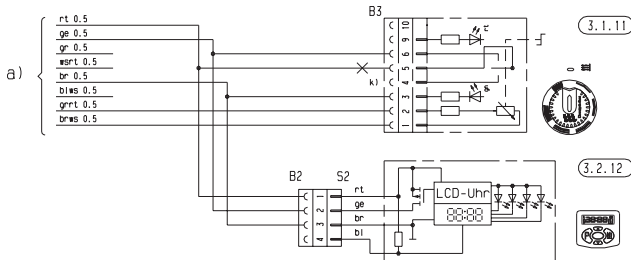 B3
rt 0.5
ge 0.5
gr 0.5
wsrt 0.5
br 0.5
blws 0.5
grrt 0.5
brws 0.5
a)
10
9
6
5
4
3
2
1
k)
3.1.11
B2 S2
1
2
3
4
rt
ge
br
bl
LCD-Uhr
88:88
3.2.12
P